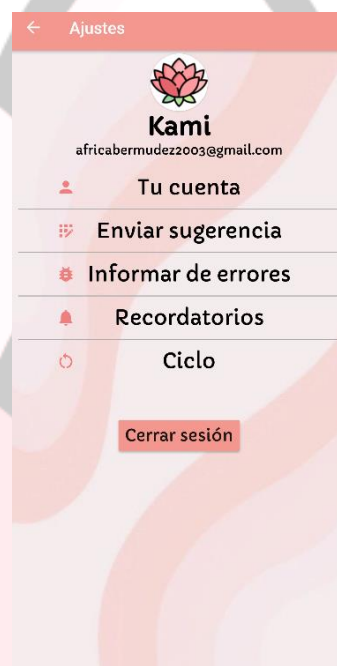 Ajustes
Kami
africabermudez2003@gmail.com
Tu cuenta
Enviar sugerencia
Informar de errores
Recordatorios
Ciclo
Cerrar sesión